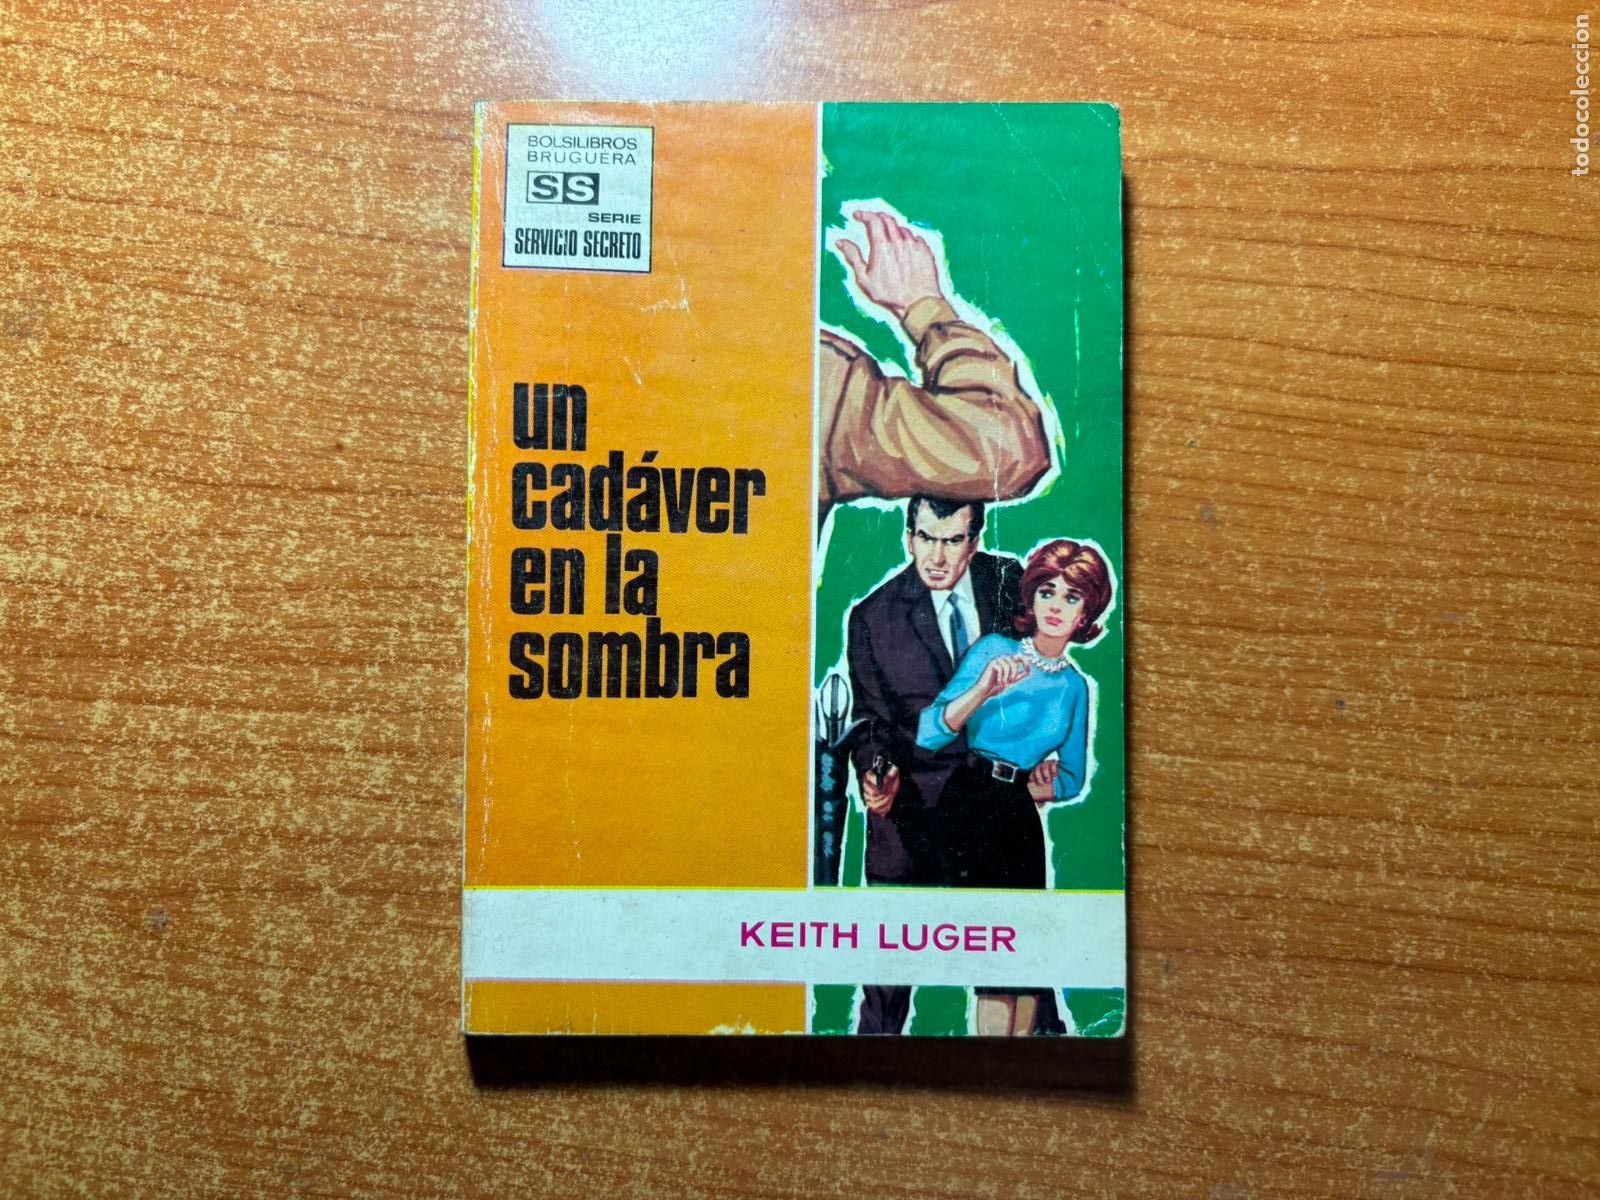 BOLSILIBROS
BRUGUERA
SS
SERIE
SERVICIO SECRETO
un
cadáver
en la
sombra
KEITH LUGER
todocoleccion